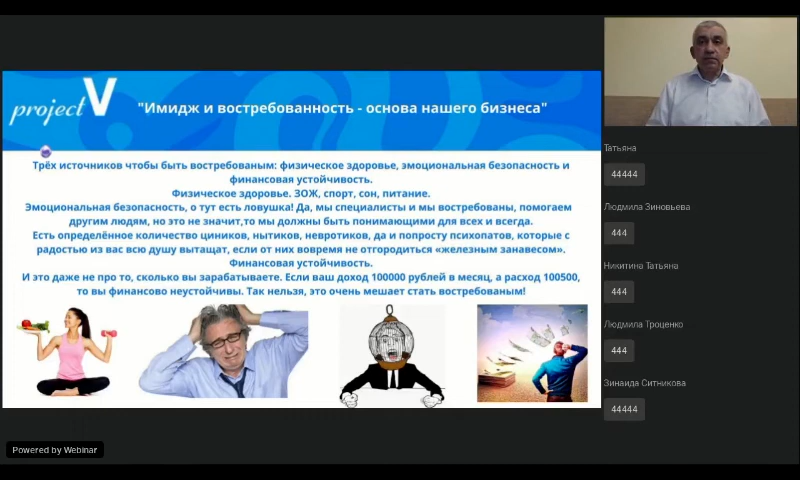 project V
"Имидж и востребованность - основа нашего бизнеса"
Трёх источников чтобы быть востребованым: физическое здоровье, эмоциональная безопасность и
финансовая устойчивость.
Физическое здоровье. ЗОЖ, спорт, сон, питание.
Эмоциональная безопасность, о тут есть ловушка! Да, мы специалисты и мы востребованы, помогаем
другим людям, но это не значит,то мы должны быть понимающими для всех и всегда.
Есть определённое количество циников, нытиков, невротиков, да и попросту психопатов, которые с
радостью из вас всю душу вытащат, если от них вовремя не отгородиться «железным занавесом».
Финансовая устойчивость.
И это даже не про то, сколько вы зарабатываете. Если ваш доход 100000 рублей в месяц, а расход 100500,
то вы финансово неустойчивы. Так нельзя, это очень мешает стать востребованым!
Татьяна
44444
Людмила Зиновьева
444
Никитина Татьяна
444
Людмила Троценко
444
Зинаида Ситникова
44444
Powered by Webinar